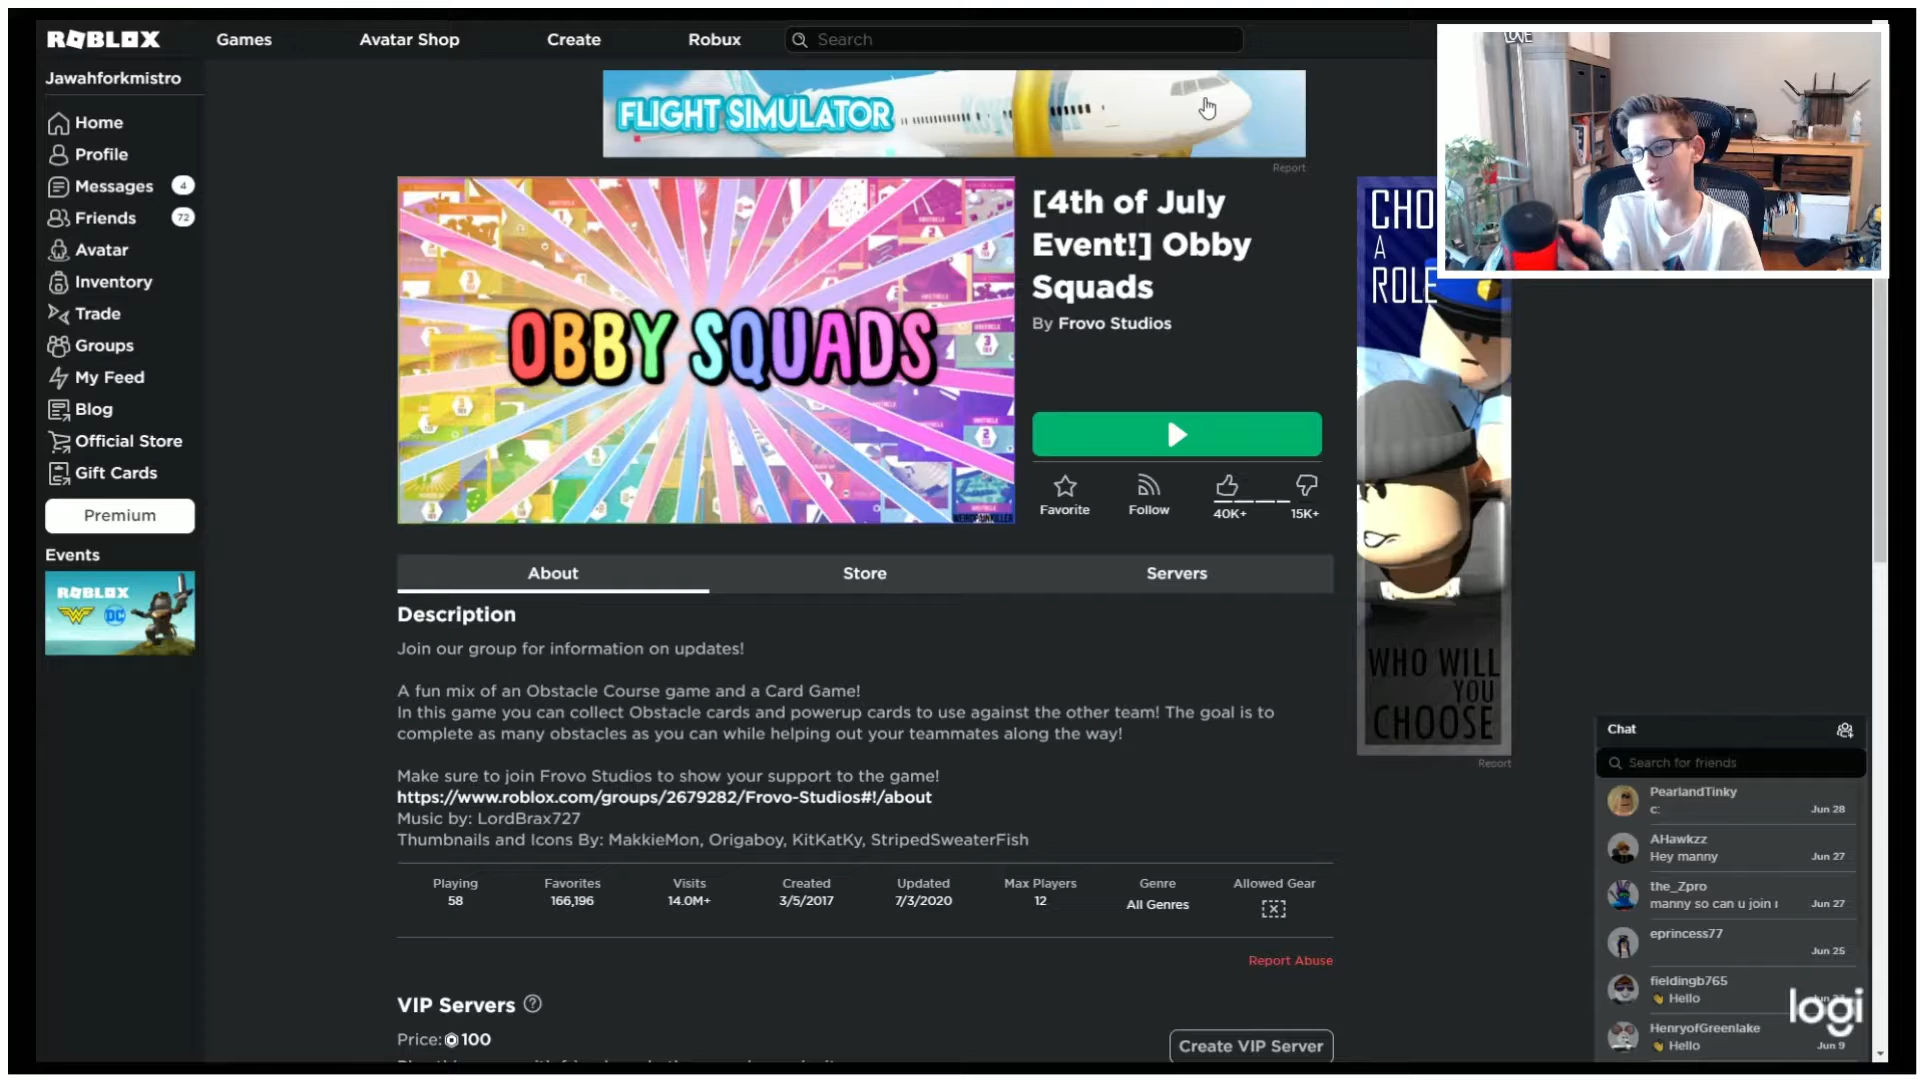 ROBLOX
Games
Avatar Shop
Create
Robux
Search
Jawahforkmistro
Home
Profile
Messages
4
Friends
72
Avatar
Inventory
Trade
Groups
My Feed
Blog
Official Store
Gift Cards
Premium
Events
ROBLOX
DC
FLIGHT SIMULATOR
Report
OBBY SQUADS
[4th of July
Event!] Obby
Squads
By Frovo Studios
Favorite
Follow
40K+
15K+
LOVE
CHO
A
ROLE
WHO WILL
YOU
CHOOSE
Report
About
Store
Servers
Description
Join our group for information on updates!
A fun mix of an Obstacle Course game and a Card Game!
In this game you can collect Obstacle cards and powerup cards to use against the other team! The goal is to
complete as many obstacles as you can while helping out your teammates along the way!
Make sure to join Frovo Studios to show your support to the game!
https://www.roblox.com/groups/2679282/Frovo-Studios#!/about
Music by: LordBrax727
Thumbnails and Icons By: MakkieMon, Origaboy, KitKatKy, StripedSweaterFish
Playing
58
Favorites
166,196
Visits
14.0M+
Created
3/5/2017
Updated
7/3/2020
Max Players
12
Genre
All Genres
Allowed Gear
Report Abuse
VIP Servers
Price: 100
Create VIP Server
Chat
Search for friends
PearlandTinky
c:
Jun 28
AHawkzz
Hey manny
Jun 27
the_Zpro
manny so can u join
Jun 27
eprincess77
Jun 25
fieldingb765
👋 Hello
HenryofGreenlake
👋 Hello
Jun 9
logi